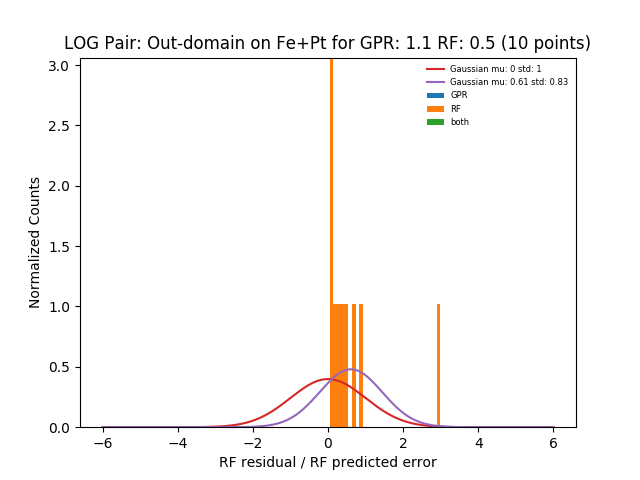 LOG Pair: Out-domain on Fe+Pt for GPR: 1.1 RF: 0.5 (10 points)
Gaussian mu: 0 std: 1
Gaussian mu: 0.61 std: 0.83
GPR
RF
both
Normalized Counts
3.0
2.5
2.0
1.5
1.0
0.5
0.0
−6 −4 −2 0 2 4 6
RF residual / RF predicted error